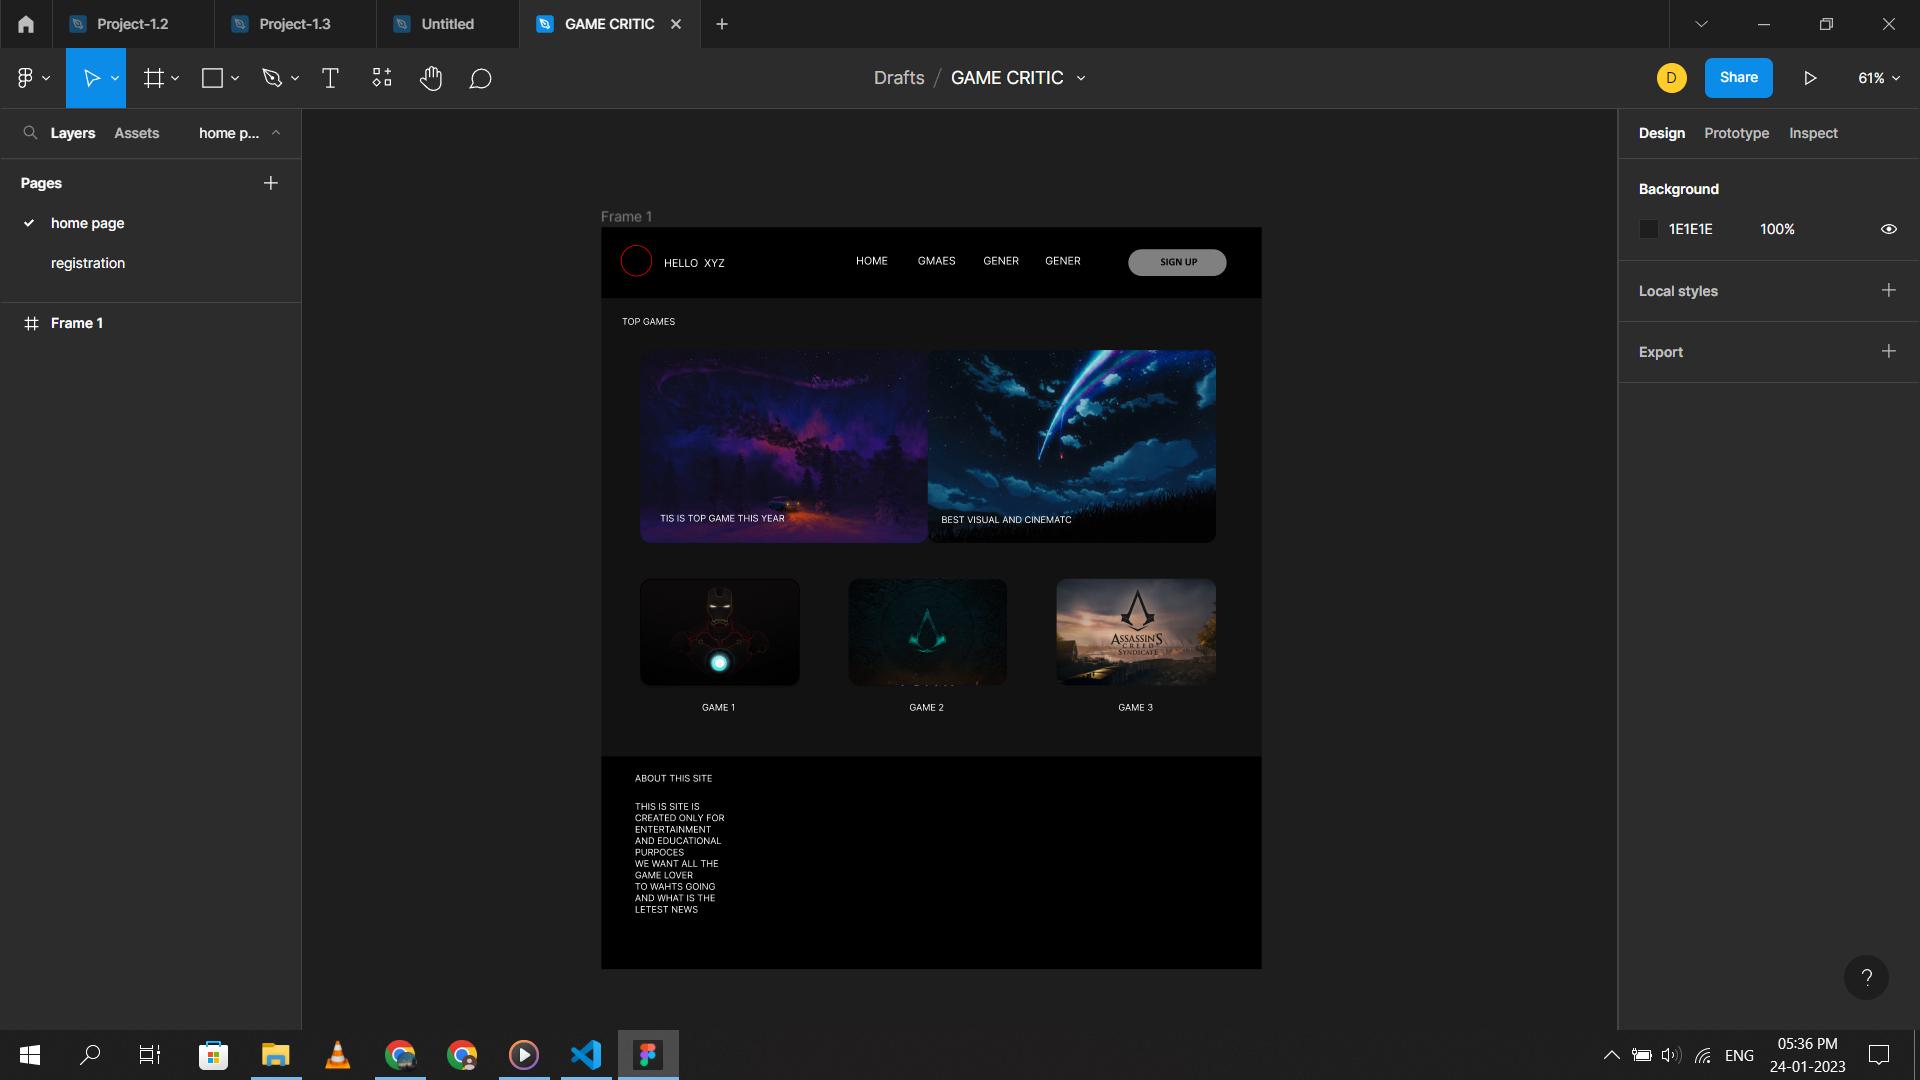 Project-1.2
Project-1.3
Untitled
GAME CRITIC
Drafts / GAME CRITIC
D
Share
61%
Layers
Assets
home p...
Design
Prototype
Inspect
Pages
home page
registration
Frame 1
Background
1E1E1E
100%
Local styles
Export
Frame 1
HELLO XYZ
HOME
GMAES
GENER
GENER
SIGN UP
TOP GAMES
TIS IS TOP GAME THIS YEAR
BEST VISUAL AND CINEMATC
ASSASSIN'S
CREED
SYNDICATE
GAME 1
GAME 2
GAME 3
ABOUT THIS SITE
THIS IS SITE IS
CREATED ONLY FOR
ENTERTAINMENT
AND EDUCATIONAL
PURPOCES
WE WANT ALL THE
GAME LOVER
TO WAHTS GOING
AND WHAT IS THE
LETEST NEWS
?
ENG
05:36 PM
24-01-2023